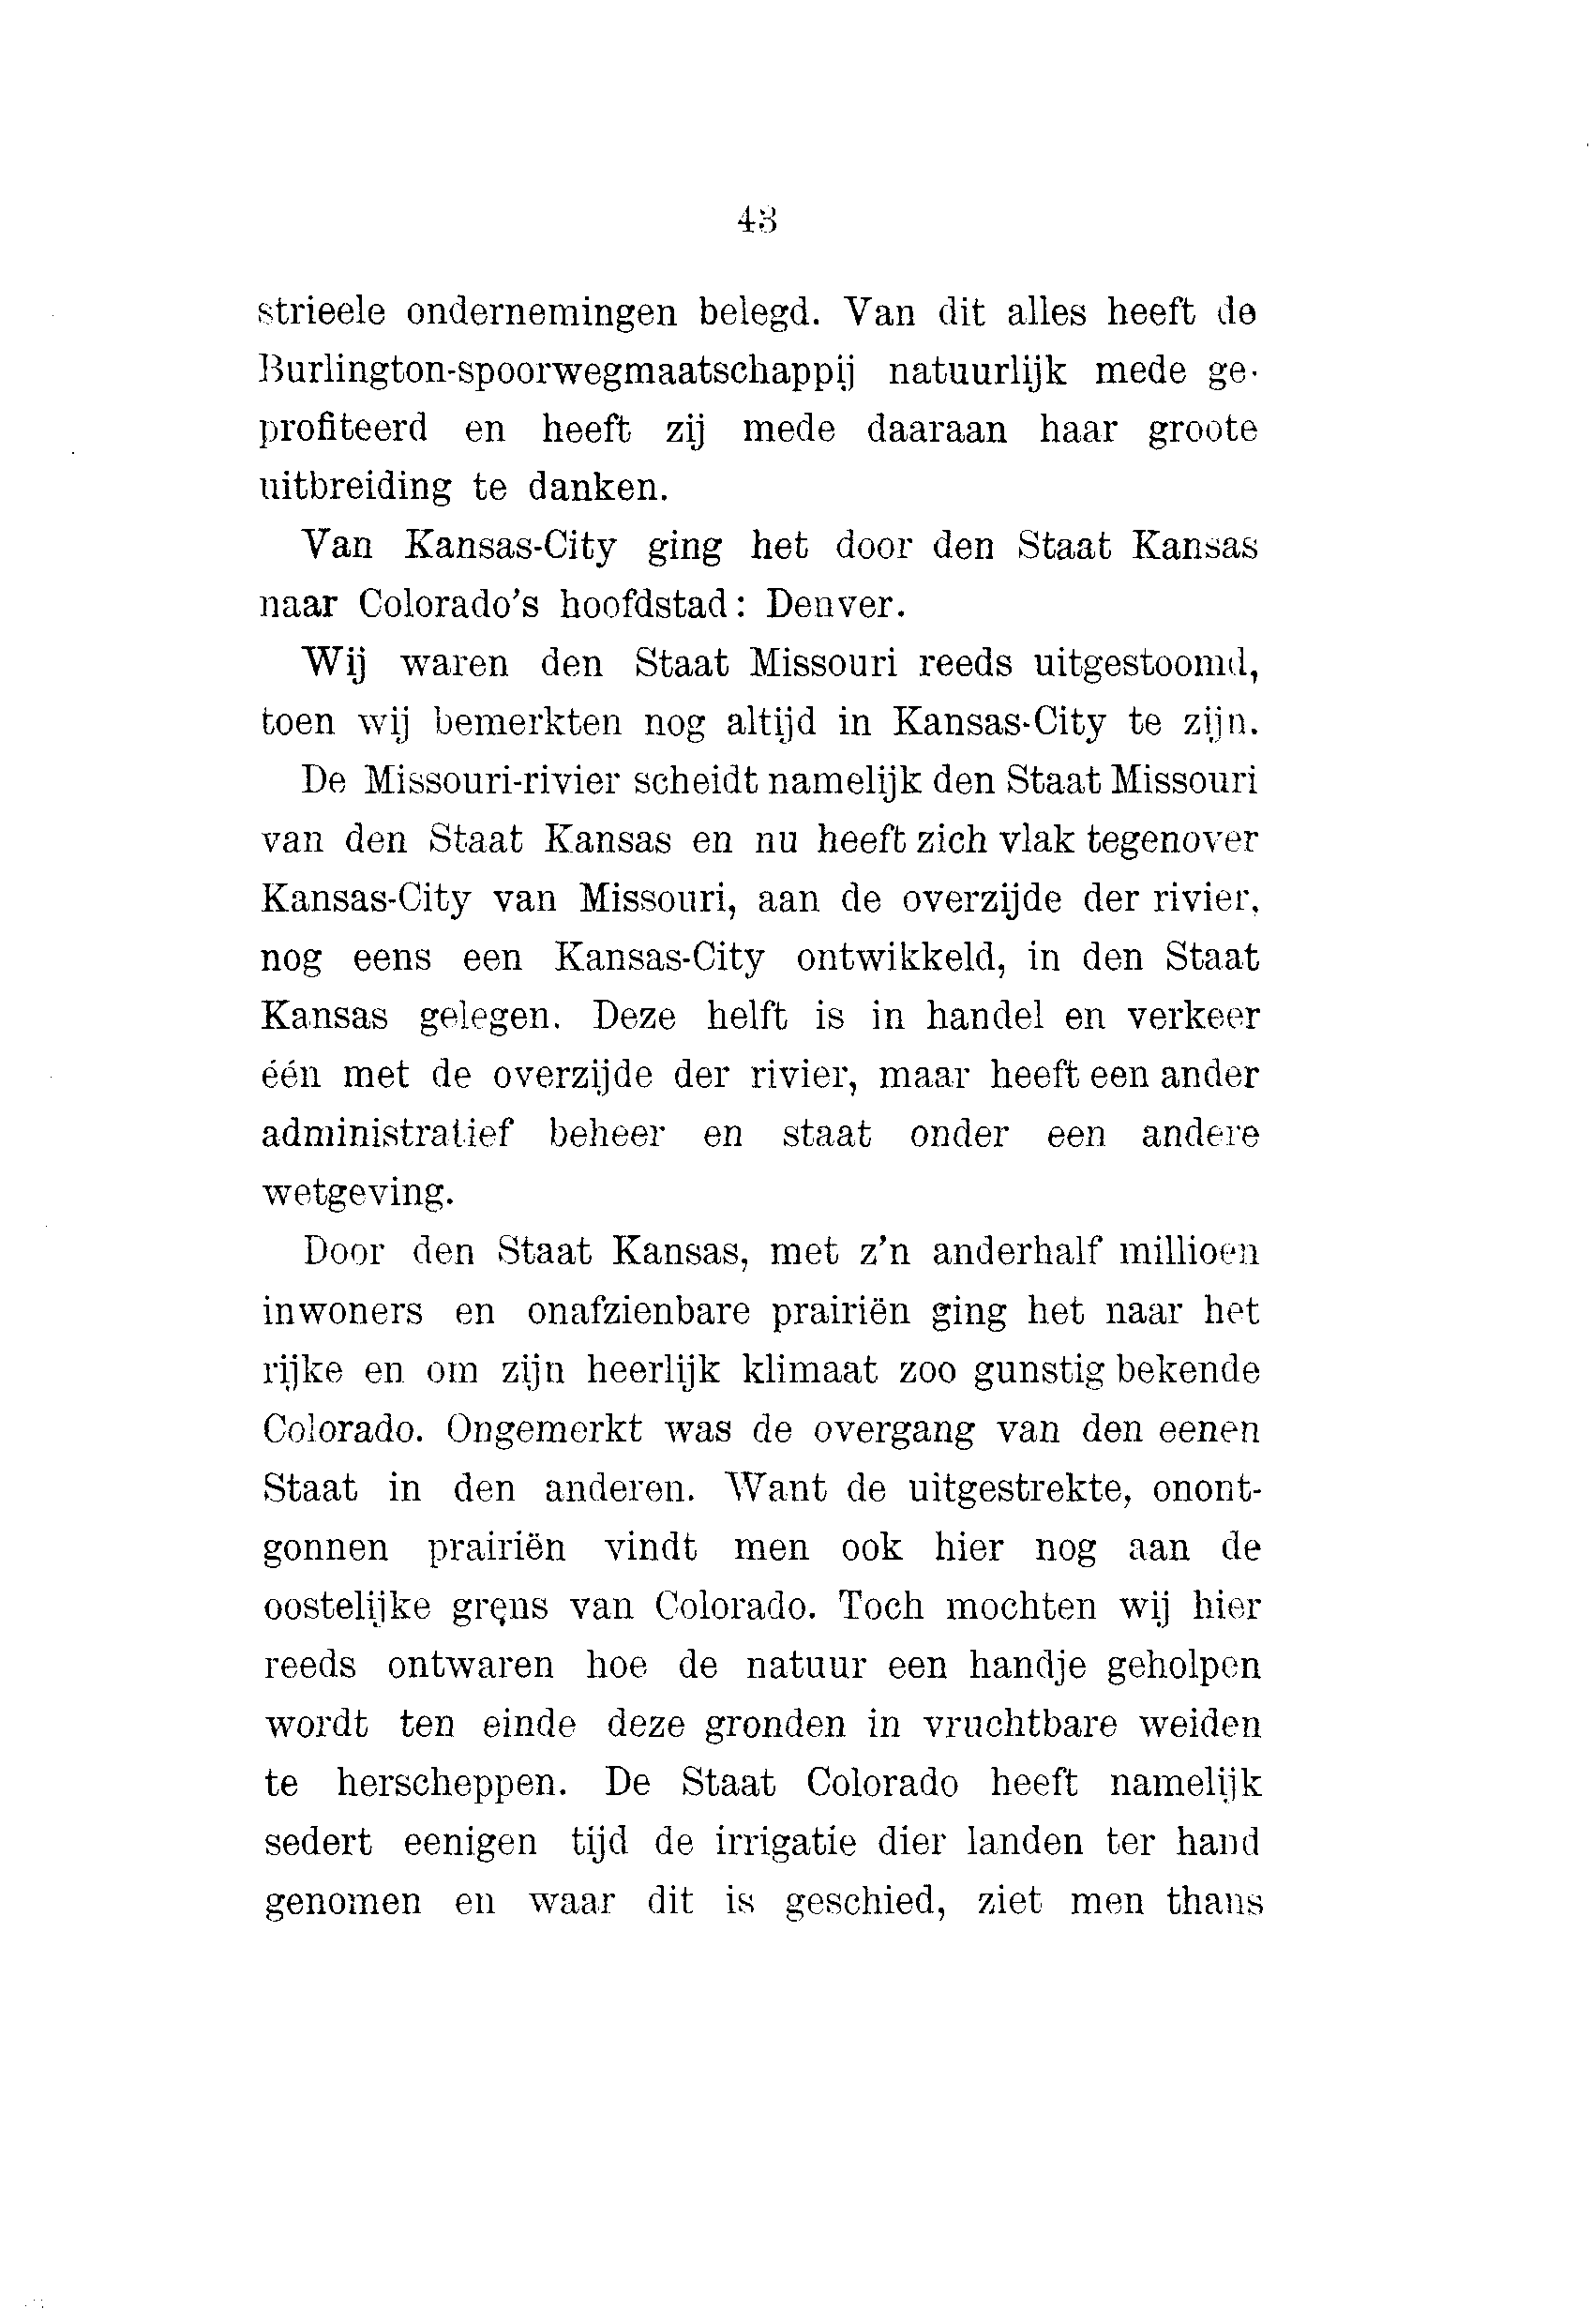 43
strieele ondernemingen belegd. Van dit alles heeft de
Burlington-spoorwegmaatschappij natuurlijk mede ge-
profiteerd en heeft zij mede daaraan haar groote
uitbreiding te danken.
Van Kansas-City ging het door den Staat Kansas
naar Colorado's hoofdstad: Denver.
Wij waren den Staat Missouri reeds uitgestoomd,
toen wij bemerkten nog altijd in Kansas-City te zijn.
De Missouri-rivier scheidt namelijk den Staat Missouri
van den Staat Kansas en nu heeft zich vlak tegenover
Kansas-City van Missouri, aan de overzijde der rivier,
nog eens een Kansas-City ontwikkeld, in den Staat
Kansas gelegen. Deze helft is in handel en verkeer
één met de overzijde der rivier, maar heeft een ander
administratief beheer en staat onder een andere
wetgeving.
Door den Staat Kansas, met z'n anderhalf millioen
inwoners en onafzienbare prairiën ging het naar het
rijke en om zijn heerlijk klimaat zoo gunstig bekende
Colorado. Ongemerkt was de overgang van den eenen
Staat in den anderen. Want de uitgestrekte, onont-
gonnen prairiën vindt men ook hier nog aan de
oostelijke grens van Colorado. Toch mochten wij hier
reeds ontwaren hoe de natuur een handje geholpen
wordt ten einde deze gronden in vruchtbare weiden
te herscheppen. De Staat Colorado heeft namelijk
sedert eenigen tijd de irrigatie dier landen ter hand
genomen en waar dit is geschied, ziet men thans